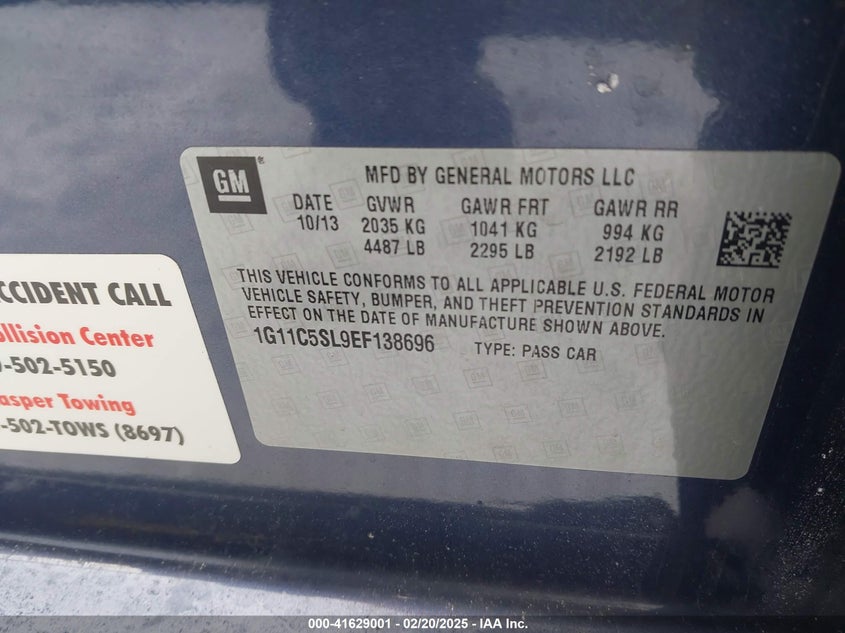 GM
MFD BY GENERAL MOTORS LLC
DATE GVWR GAWR FRT GAWR RR
10/13 2035 KG 1041 KG 994 KG
4487 LB 2295 LB 2192 LB
THIS VEHICLE CONFORMS TO ALL APPLICABLE U.S. FEDERAL MOTOR
VEHICLE SAFETY, BUMPER, AND THEFT PREVENTION STANDARDS IN
EFFECT ON THE DATE OF MANUFACTURE SHOWN ABOVE.
1G11C5SL9EF138696 TYPE: PASS CAR
CCIDENT CALL
llision Center
-502-5150
asper Towing
-502-TOWS (8697)
000-41629001 - 02/20/2025 - IAA Inc.